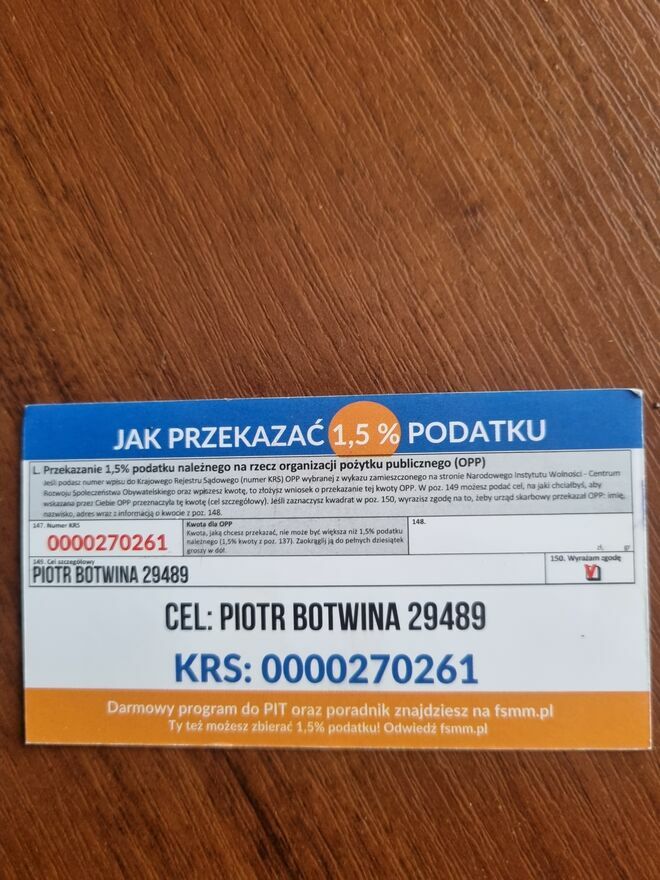 JAK PRZEKAZAĆ 1,5 % PODATKU
L. Przekazanie 1,5% podatku należnego na rzecz organizacji pożytku publicznego (OPP)
Jeśli podasz numer wpisu do Krajowego Rejestru Sądowego (numer KRS) OPP wybranej z wykazu zamieszczonego na stronie Narodowego Instytutu Wolności - Centrum
Rozwoju Społeczeństwa Obywatelskiego oraz wpiszesz kwotę, to złożysz wniosek o przekazanie tej kwoty OPP. W poz. 149 możesz podać cel, na jaki chciałbyś, aby
wskazana przez Ciebie OPP przeznaczyła tę kwotę (cel szczegółowy). Jeśli zaznaczysz kwadrat w poz. 150, wyrazisz zgodę na to, żeby urząd skarbowy przekazał OPP: imię,
nazwisko, adres wraz z informacją o kwocie z poz. 148.
147. Numer KRS
0000270261
Kwota dla OPP
Kwota, jaką chcesz przekazać, nie może być większa niż 1,5% podatku
należnego (1,5% kwoty z poz. 137). Zaokrąglij ją do pełnych dziesiątek
groszy w dół.
148.
zł, gr
149. Cel szczegółowy
PIOTR BOTWINA 29489
150. Wyrażam zgodę
CEL: PIOTR BOTWINA 29489
KRS: 0000270261
Darmowy program do PIT oraz poradnik znajdziesz na fsmm.pl
Ty też możesz zbierać 1,5% podatku! Odwiedź fsmm.pl